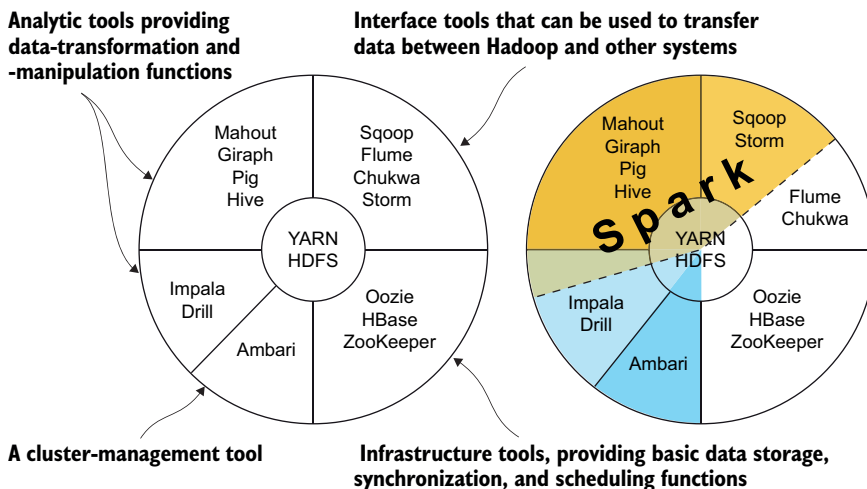 Analytic tools providing
data-transformation and
-manipulation functions
Interface tools that can be used to transfer
data between Hadoop and other systems
Mahout
Giraph
Pig
Hive
Sqoop
Flume
Chukwa
Storm
YARN
HDFS
Impala
Drill
Ambari
Oozie
HBase
ZooKeeper
Mahout
Giraph
Pig
Hive
Sqoop
Storm
Spark
Flume
Chukwa
YARN
HDFS
Impala
Drill
Ambari
Oozie
HBase
ZooKeeper
A cluster-management tool
Infrastructure tools, providing basic data storage,
synchronization, and scheduling functions